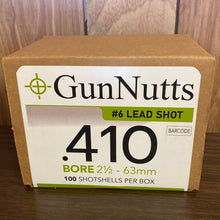 GunNutts
#6 LEAD SHOT
BARCODE
.410
BORE 2½ - 63mm
100 SHOTSHELLS PER BOX